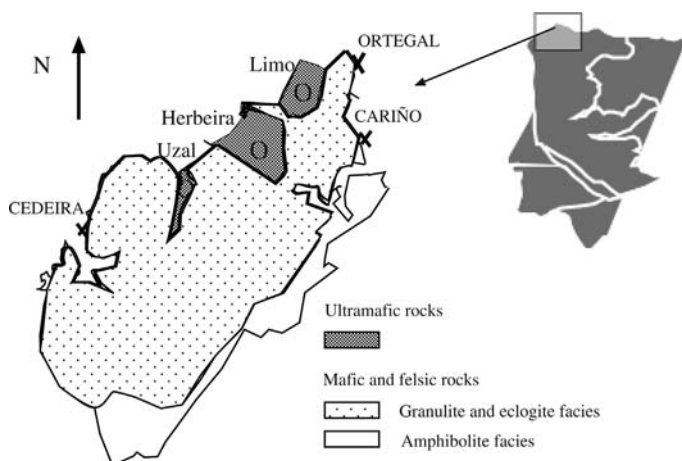 N
ORTEGAL
Limo
O
CARIÑO
Herbeira
O
Uzal
CEDEIRA
Ultramafic rocks
Mafic and felsic rocks
Granulite and eclogite facies
Amphibolite facies